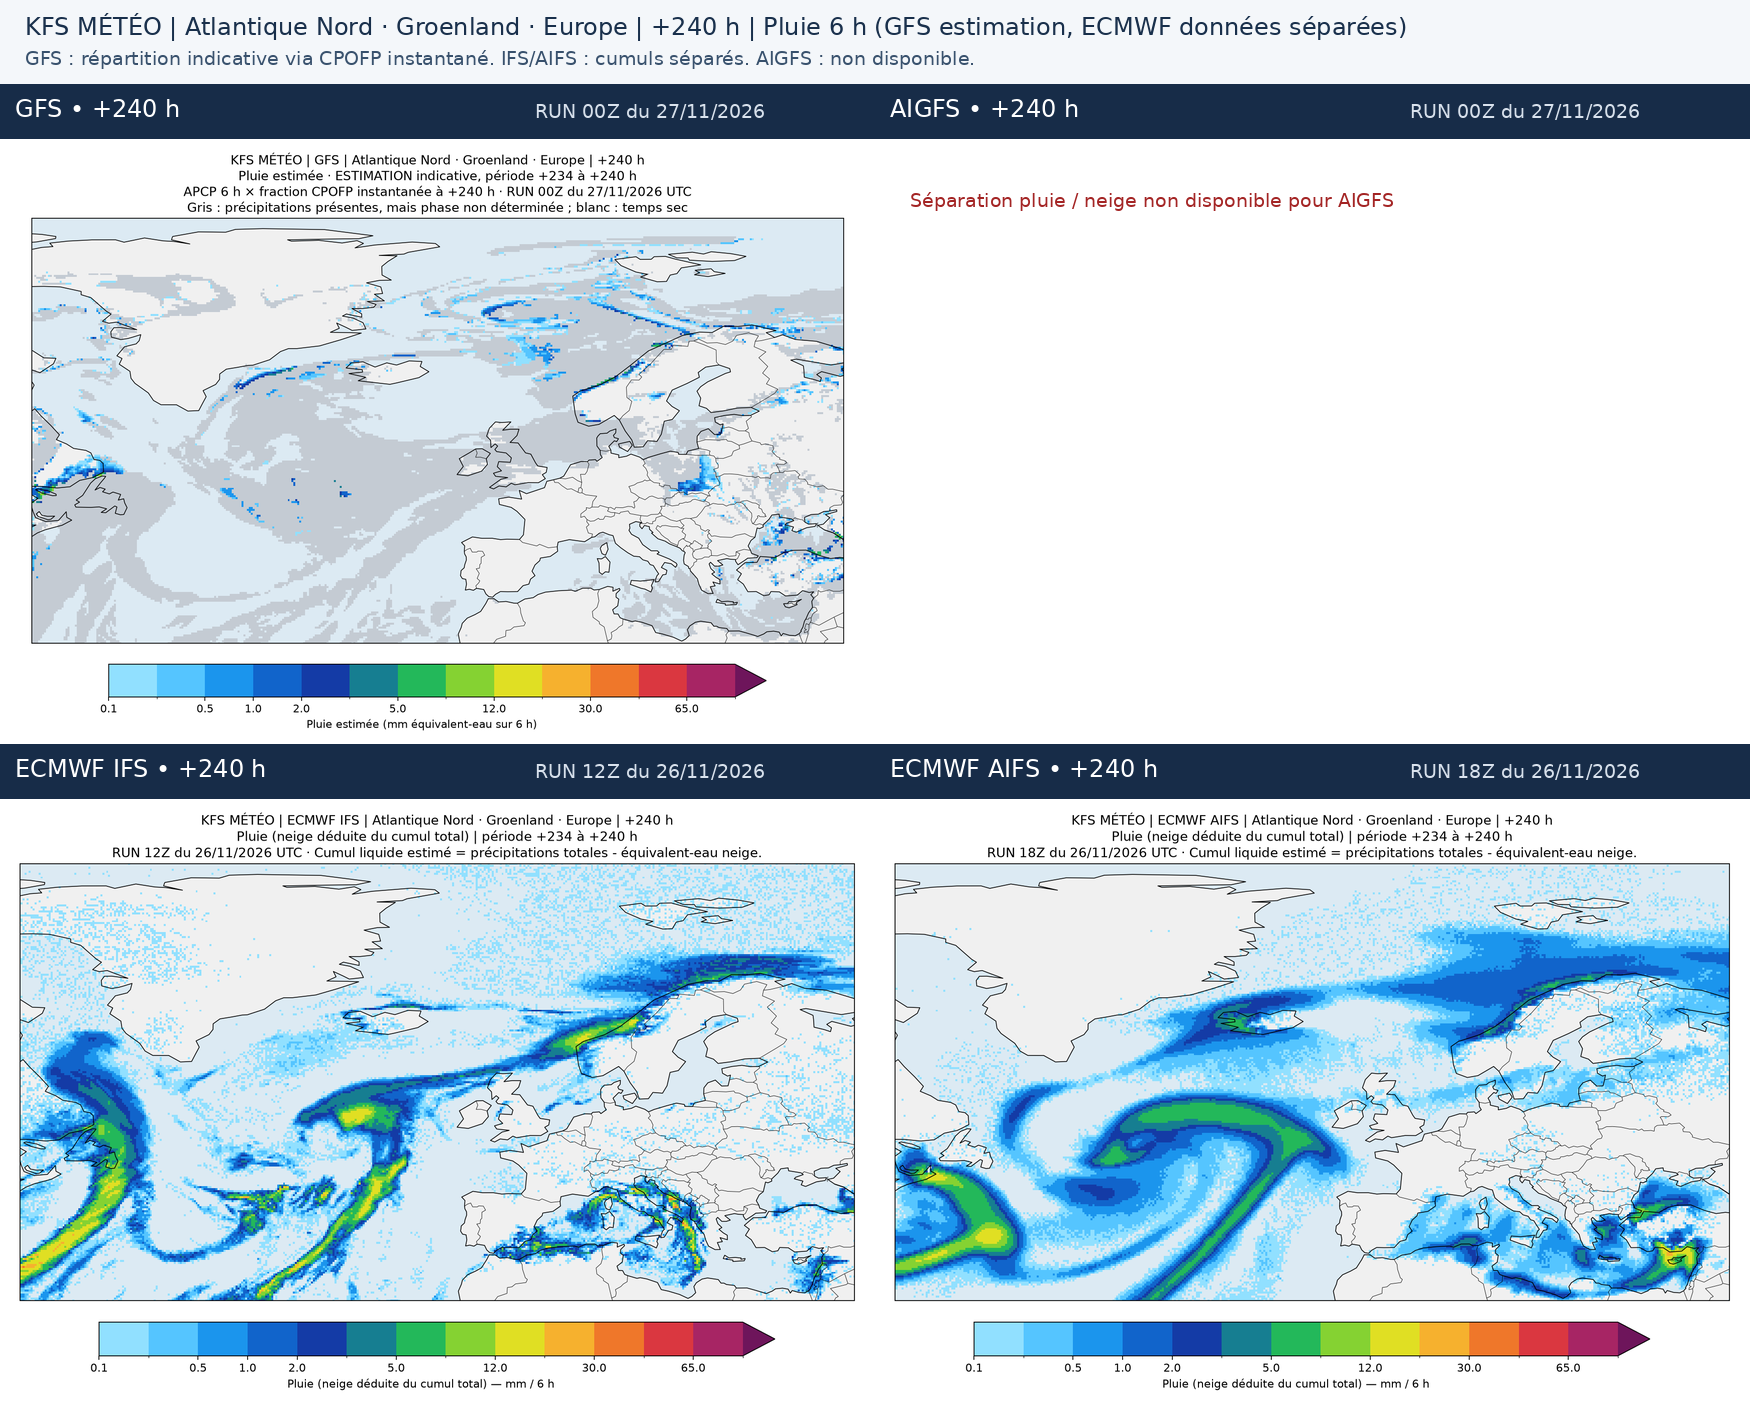 KFS MÉTÉO | Atlantique Nord · Groenland · Europe | +240 h | Pluie 6 h (GFS estimation, ECMWF données séparées)
GFS : répartition indicative via CPOFP instantané. IFS/AIFS : cumuls séparés. AIGFS : non disponible.
GFS • +240 h RUN 00Z du 27/11/2026
KFS MÉTÉO | GFS | Atlantique Nord · Groenland · Europe | +240 h
Pluie estimée · ESTIMATION indicative, période +234 à +240 h
APCP 6 h × fraction CPOFP instantanée à +240 h · RUN 00Z du 27/11/2026 UTC
Gris : précipitations présentes, mais phase non déterminée ; blanc : temps sec
0.1 0.5 1.0 2.0 5.0 12.0 30.0 65.0
Pluie estimée (mm équivalent-eau sur 6 h)
AIGFS • +240 h RUN 00Z du 27/11/2026
Séparation pluie / neige non disponible pour AIGFS
ECMWF IFS • +240 h RUN 12Z du 26/11/2026
KFS MÉTÉO | ECMWF IFS | Atlantique Nord · Groenland · Europe | +240 h
Pluie (neige déduite du cumul total) | période +234 à +240 h
RUN 12Z du 26/11/2026 UTC · Cumul liquide estimé = précipitations totales - équivalent-eau neige.
0.1 0.5 1.0 2.0 5.0 12.0 30.0 65.0
Pluie (neige déduite du cumul total) — mm / 6 h
ECMWF AIFS • +240 h RUN 18Z du 26/11/2026
KFS MÉTÉO | ECMWF AIFS | Atlantique Nord · Groenland · Europe | +240 h
Pluie (neige déduite du cumul total) | période +234 à +240 h
RUN 18Z du 26/11/2026 UTC · Cumul liquide estimé = précipitations totales - équivalent-eau neige.
0.1 0.5 1.0 2.0 5.0 12.0 30.0 65.0
Pluie (neige déduite du cumul total) — mm / 6 h